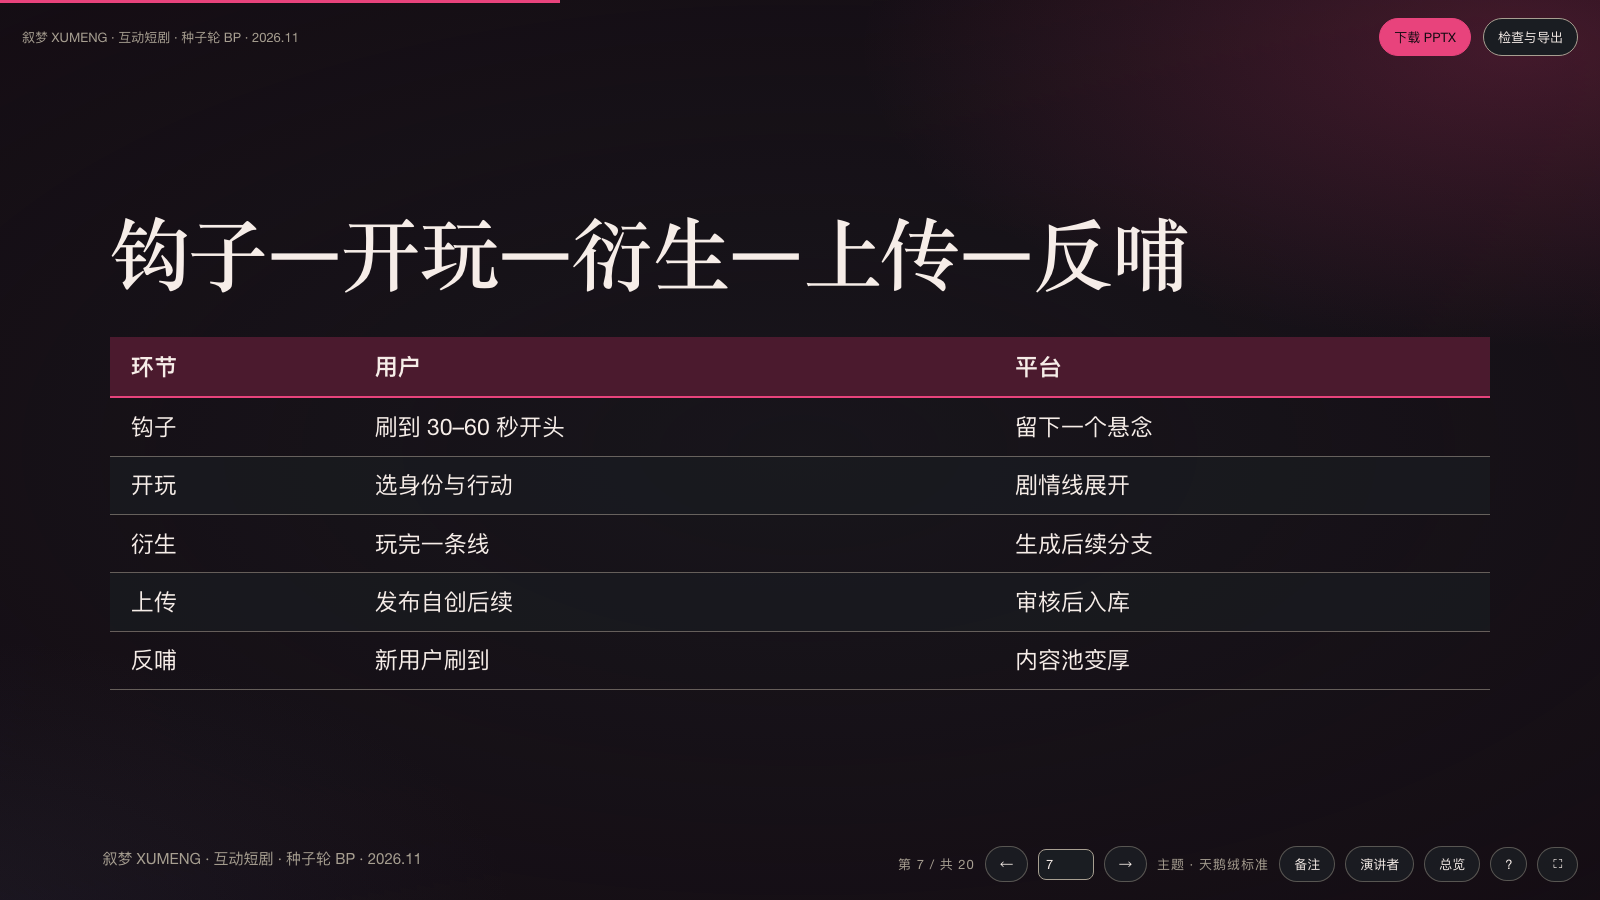 叙梦 XUMENG · 互动短剧 · 种子轮 BP · 2026.11
下载 PPTX
检查与导出
钩子—开玩—衍生—上传—反哺
环节 用户 平台
钩子 刷到 30–60 秒开头 留下一个悬念
开玩 选身份与行动 剧情线展开
衍生 玩完一条线 生成后续分支
上传 发布自创后续 审核后入库
反哺 新用户刷到 内容池变厚
叙梦 XUMENG · 互动短剧 · 种子轮 BP · 2026.11
第 7 / 共 20 ← 7 → 主题 · 天鹅绒标准 备注 演讲者 总览 ?